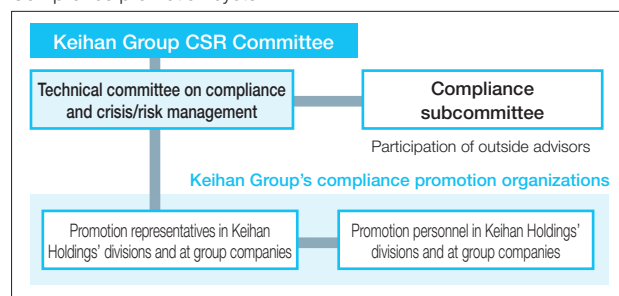 Keihan Group CSR Committee
Technical committee on compliance
and crisis/risk management
Compliance
subcommittee
Participation of outside advisors
Keihan Group's compliance promotion organizations
Promotion representatives in Keihan
Holdings' divisions and at group companies
Promotion personnel in Keihan Holdings'
divisions and at group companies